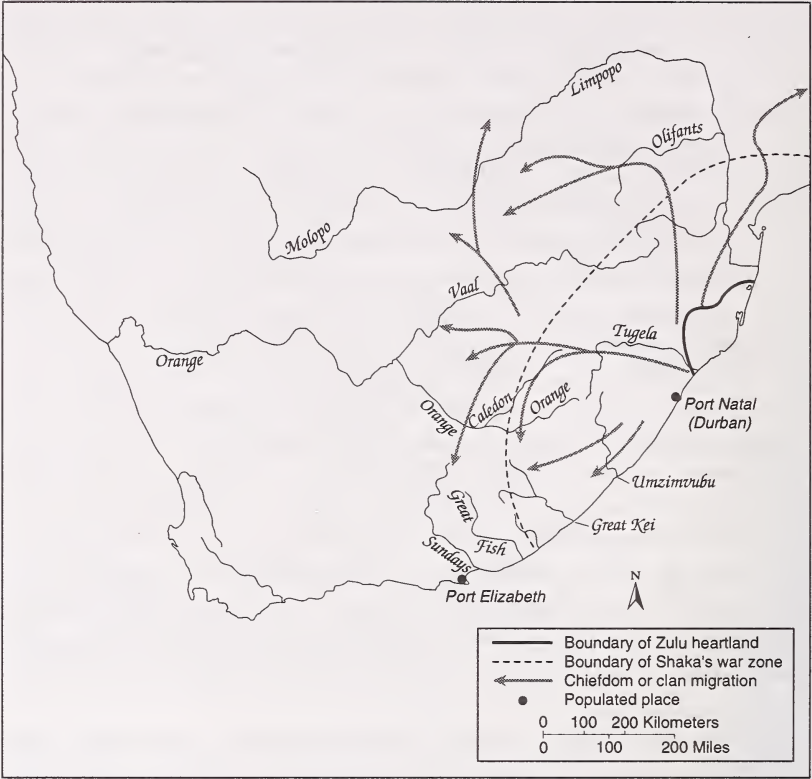 Limpopo
Olifants
Molopo
Vaal
Tugela
Orange
Port Natal
(Durban)
Orange
Caledon
Orange
Umzimvubu
Great Kei
Great
Fish
Sundays
Port Elizabeth
N
Boundary of Zulu heartland
Boundary of Shaka's war zone
Chiefdom or clan migration
Populated place
0 100 200 Kilometers
0 100 200 Miles